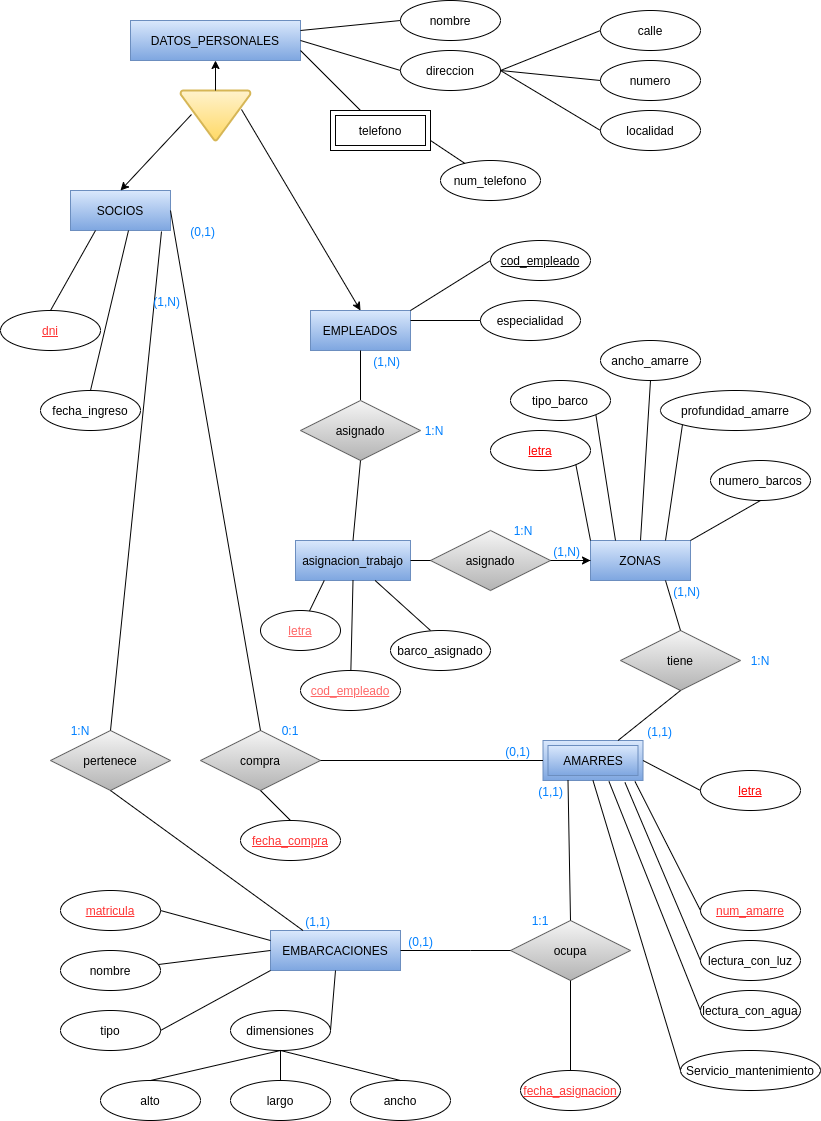 nombre
calle
DATOS_PERSONALES
direccion
numero
telefono
localidad
num_telefono
SOCIOS
(0,1)
cod_empleado
(1,N)
especialidad
dni
EMPLEADOS
(1,N)
ancho_amarre
tipo_barco
fecha_ingreso
profundidad_amarre
asignado
1:N
letra
numero_barcos
1:N
(1,N)
asignacion_trabajo
asignado
ZONAS
(1,N)
letra
barco_asignado
tiene
1:N
cod_empleado
1:N
0:1
(1,1)
pertenece
compra
(0,1)
AMARRES
(1,1)
letra
fecha_compra
matricula
num_amarre
(1,1)
1:1
(0,1)
EMBARCACIONES
ocupa
lectura_con_luz
nombre
lectura_con_agua
tipo
dimensiones
Servicio_mantenimiento
fecha_asignacion
alto
largo
ancho